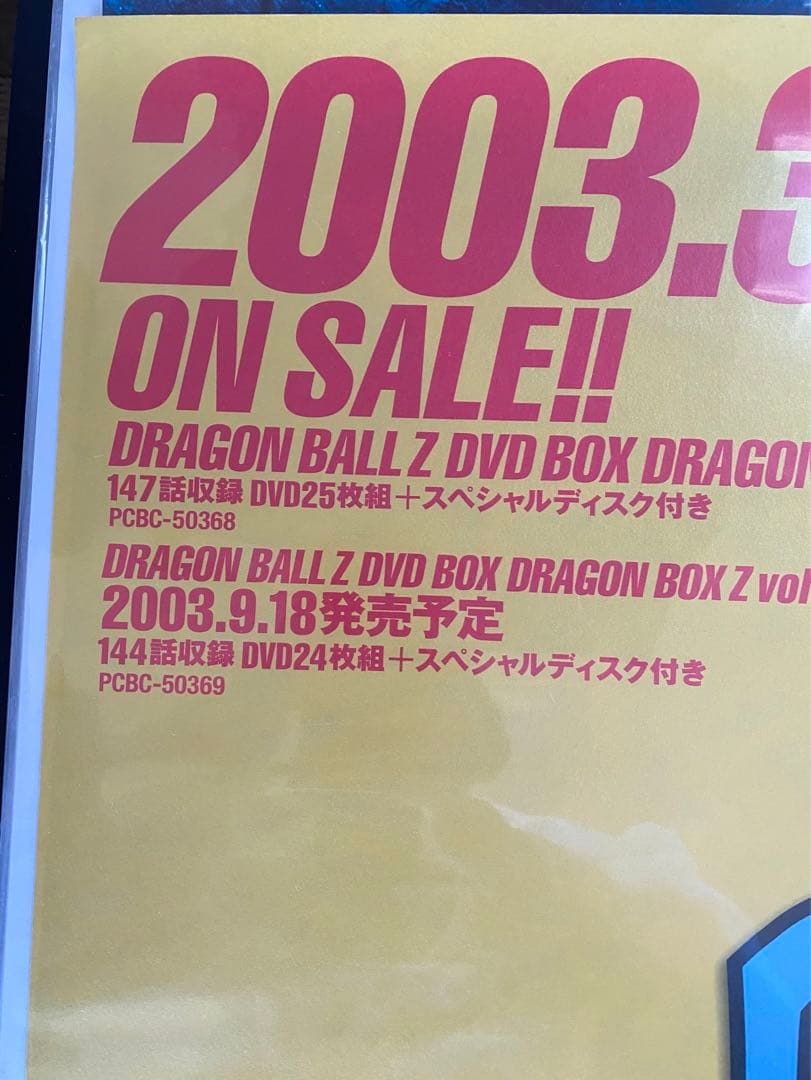 2003.3
ON SALE!!
DRAGON BALL Z DVD BOX DRAGON
147話収録 DVD25枚組＋スペシャルディスク付き
PCBC-50368
DRAGON BALL Z DVD BOX DRAGON BOX Z vol
2003.9.18発売予定
144話収録 DVD24枚組＋スペシャルディスク付き
PCBC-50369